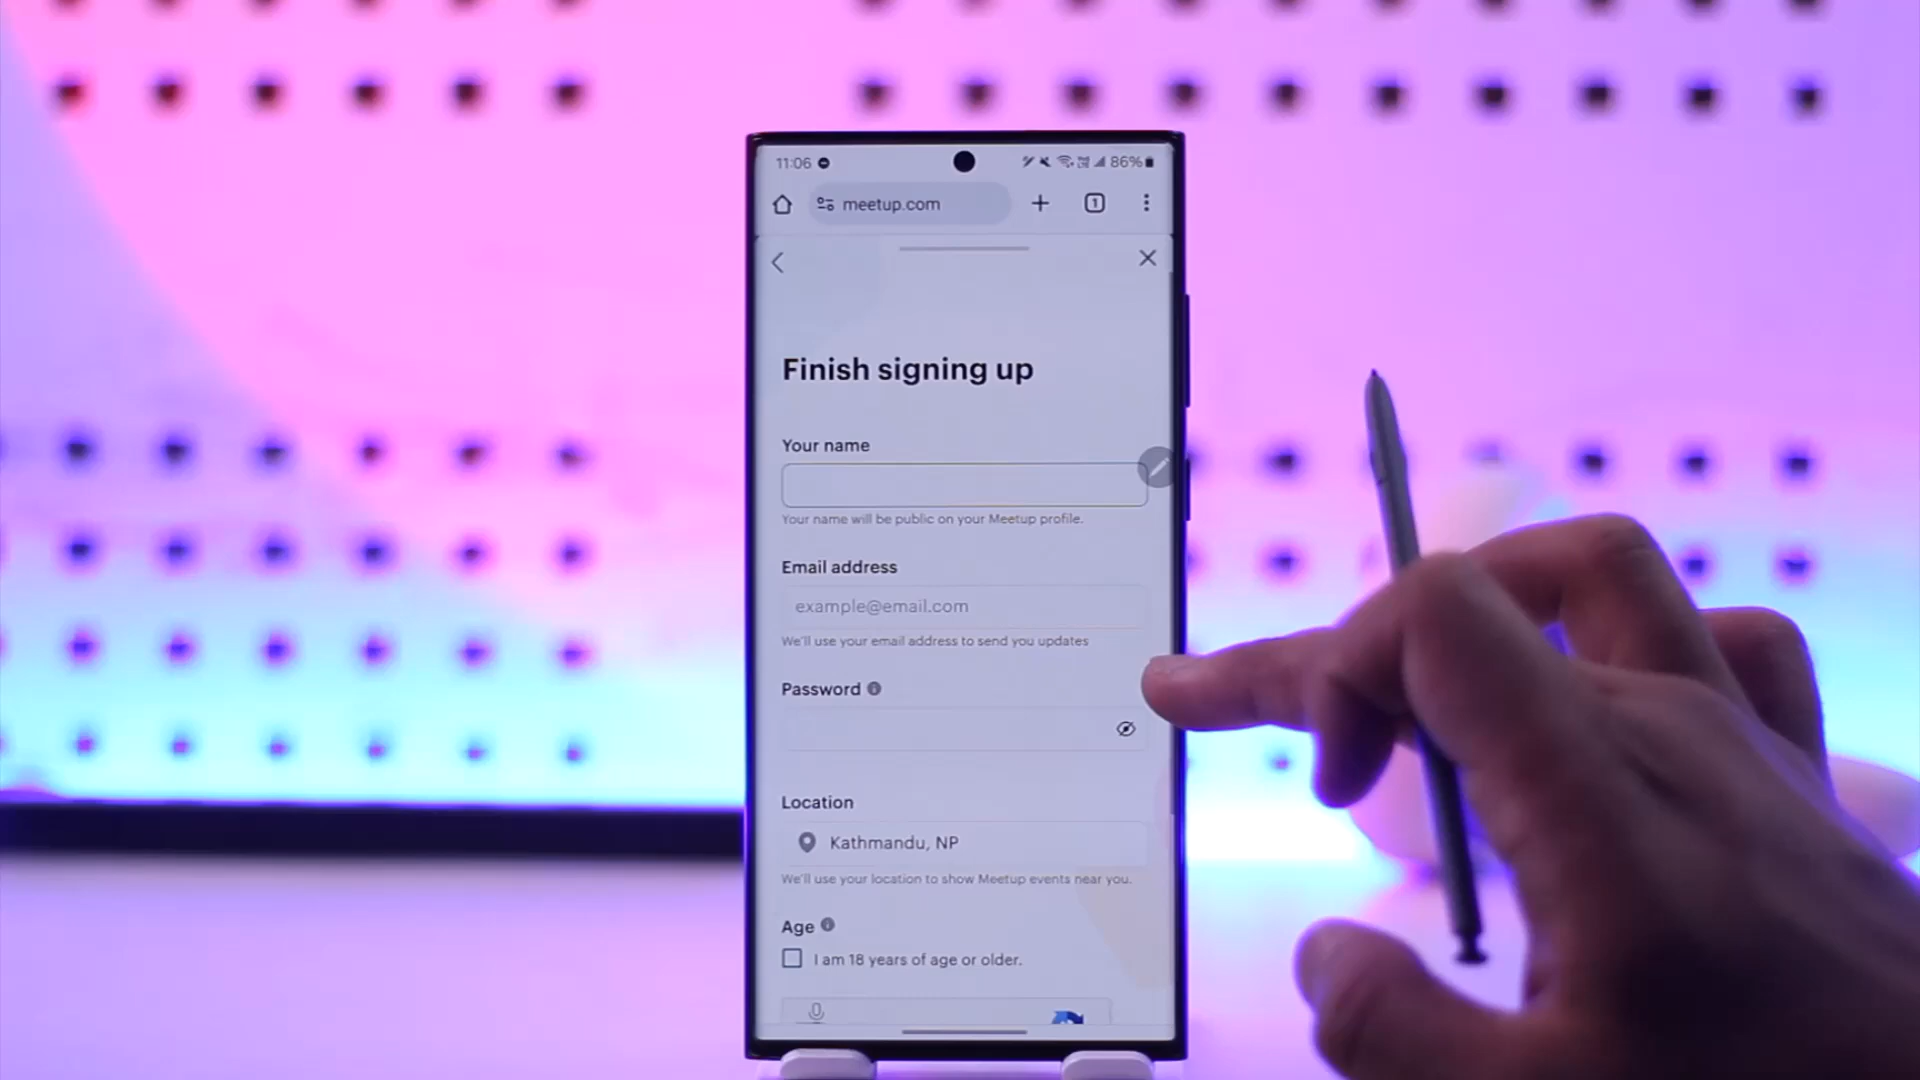 11:06
86%
meetup.com
1
Finish signing up
Your name
Your name will be public on your Meetup profile.
Email address
example@email.com
We'll use your email address to send you updates
Password
Location
Kathmandu, NP
We'll use your location to show Meetup events near you.
Age
I am 18 years of age or older.